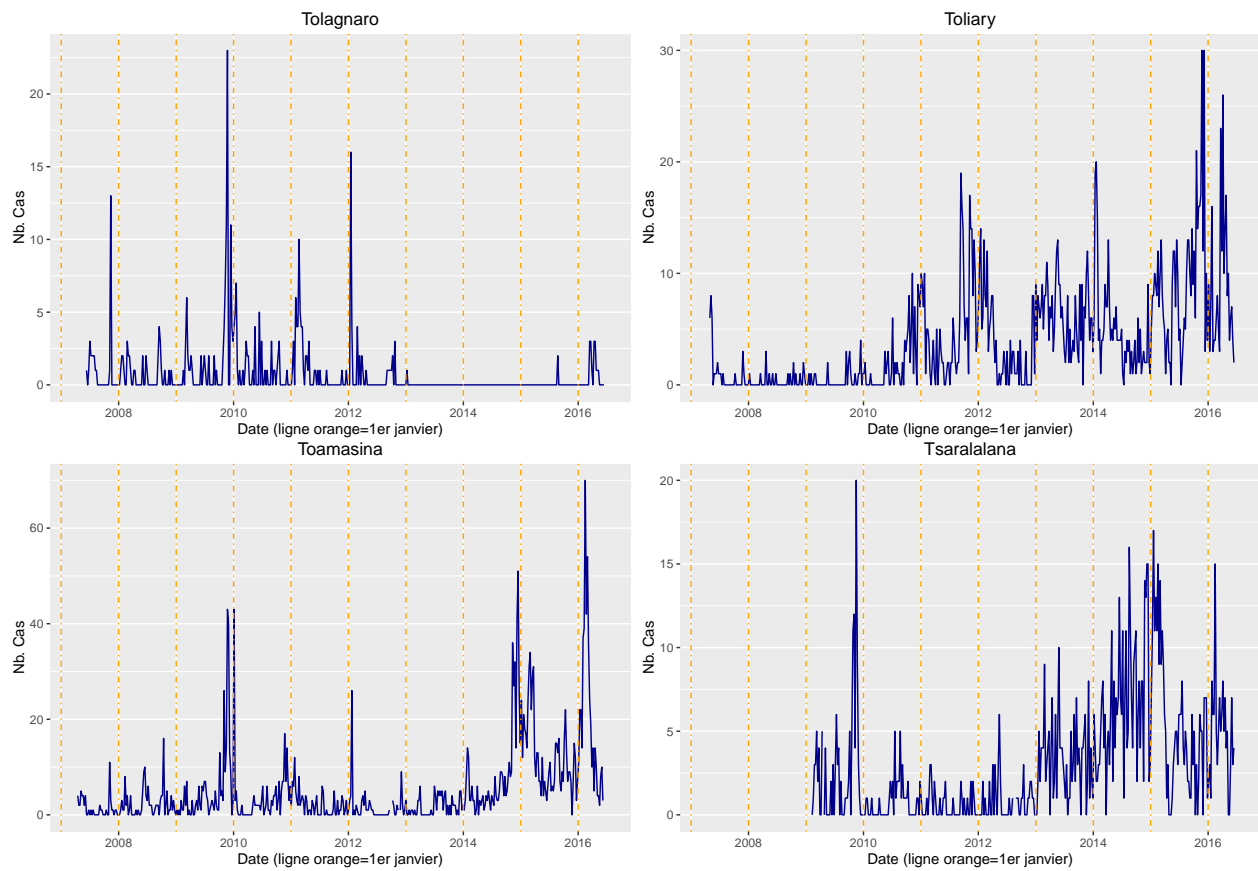 Tolagnaro
Nb. Cas
20
15
10
5
0
2008 2010 2012 2014 2016
Date (ligne orange=1er janvier)
Toliary
Nb. Cas
30
20
10
0
2008 2010 2012 2014 2016
Date (ligne orange=1er janvier)
Toamasina
Nb. Cas
60
40
20
0
2008 2010 2012 2014 2016
Date (ligne orange=1er janvier)
Tsaralalana
Nb. Cas
20
15
10
5
0
2008 2010 2012 2014 2016
Date (ligne orange=1er janvier)